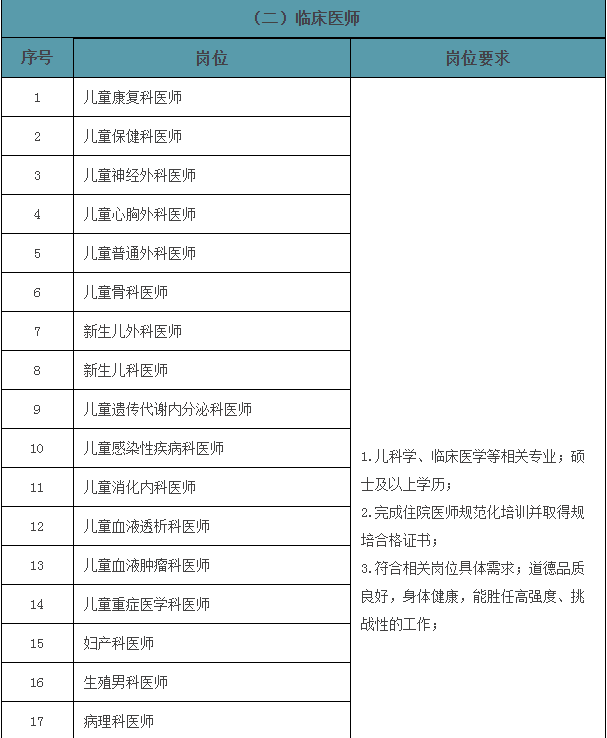 （二）临床医师
序号 岗位 岗位要求
1 儿童康复科医师
2 儿童保健科医师
3 儿童神经外科医师
4 儿童心胸外科医师
5 儿童普通外科医师
6 儿童骨科医师
7 新生儿外科医师
8 新生儿科医师
9 儿童遗传代谢内分泌科医师
10 儿童感染性疾病科医师
11 儿童消化内科医师
12 儿童血液透析科医师
13 儿童血液肿瘤科医师
14 儿童重症医学科医师
15 妇产科医师
16 生殖男科医师
17 病理科医师
1.儿科学、临床医学等相关专业；硕
士及以上学历；
2.完成住院医师规范化培训并取得规
培合格证书；
3.符合相关岗位具体需求；道德品质
良好，身体健康，能胜任高强度、挑
战性的工作；